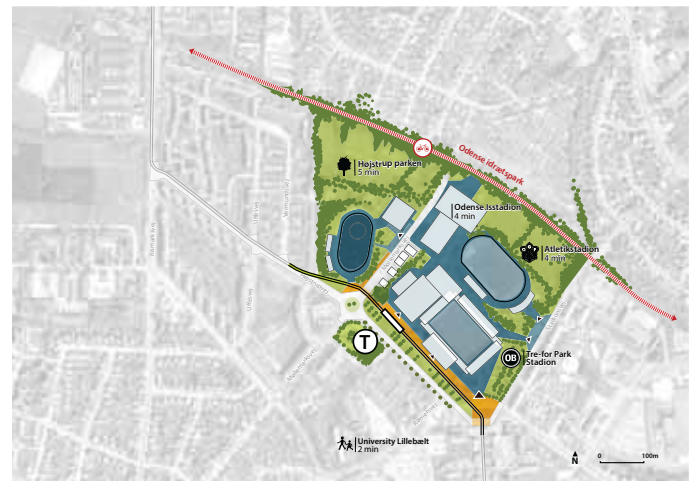 Odense idrætspark
Højstrup parken
5 min
Odense Isstadion
4 min
Atletikstadion
4 min
T
OB
Tre-for Park
Stadion
University Lillebælt
2 min
N
0
100m